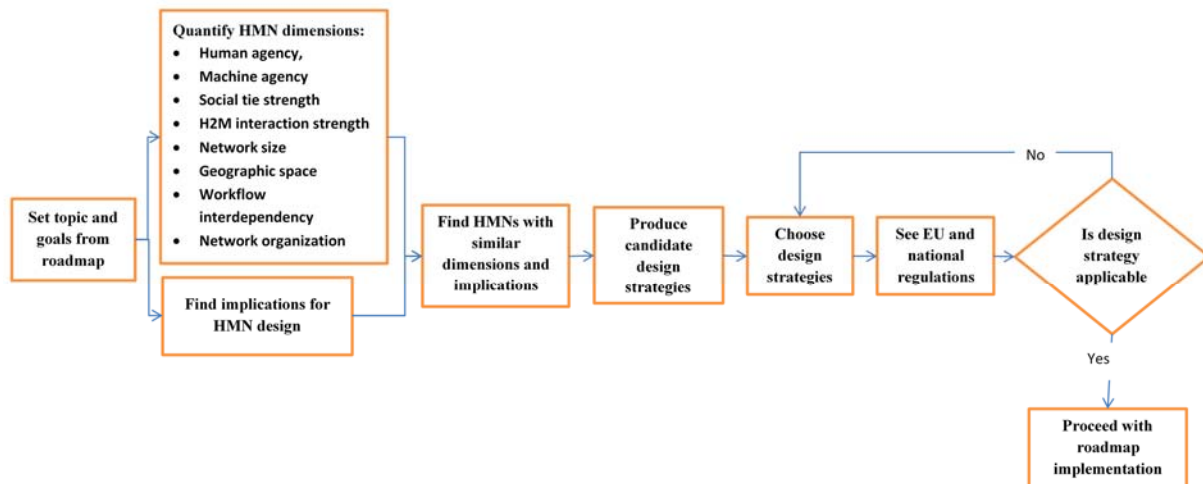 Set topic and
goals from
roadmap
Quantify HMN dimensions:
• Human agency,
• Machine agency
• Social tie strength
• H2M interaction strength
• Network size
• Geographic space
• Workflow
interdependency
• Network organization
Find implications for
HMN design
Find HMNs with
similar
dimensions and
implications
Produce
candidate
design
strategies
Choose
design
strategies
See EU and
national
regulations
Is design
strategy
applicable
No
Yes
Proceed with
roadmap
implementation